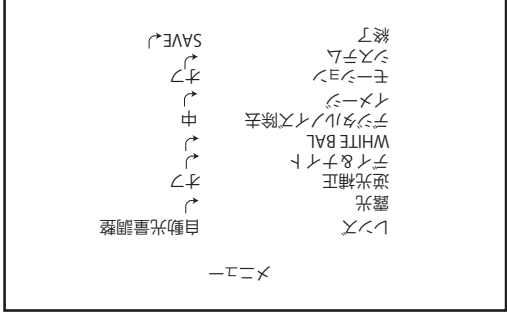 メニュー
レンズ 自動光量調整
露光 ↲
逆光補正 オフ
デイ&ナイト ↲
WHITE BAL ↲
デジタルノイズ除去 中
イメージ ↲
モーション オフ
システム ↲
終了 SAVE↲